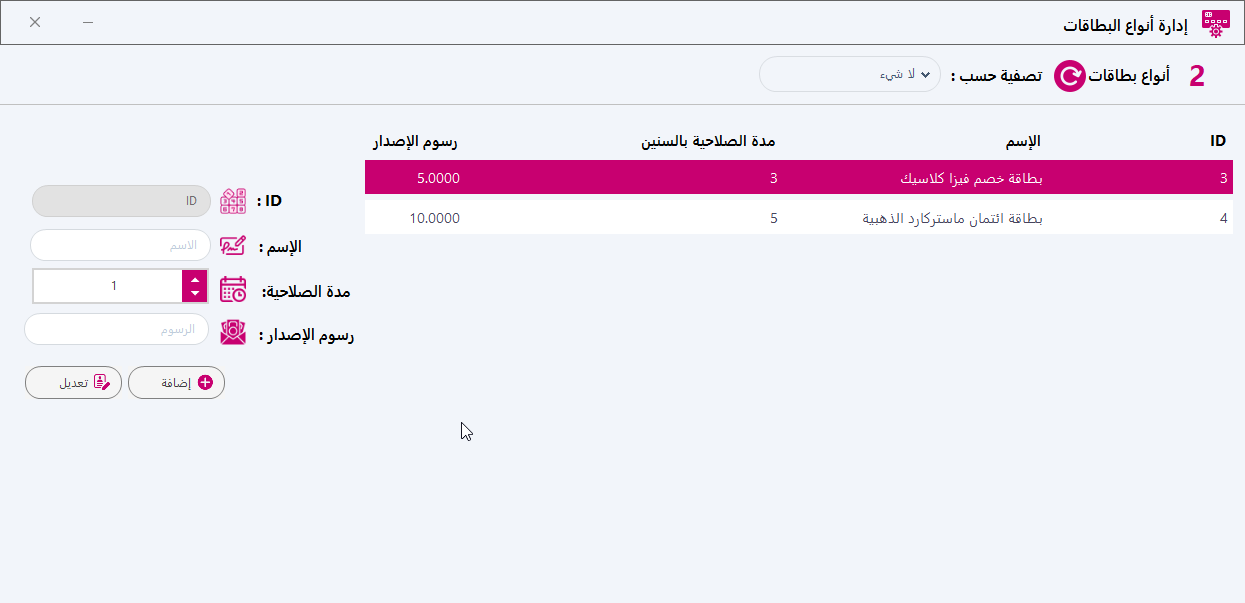 إدارة أنواع البطاقات
2 أنواع بطاقات تصفية حسب : لا شيء
ID الإسم مدة الصلاحية بالسنين رسوم الإصدار
3 بطاقة خصم فيزا كلاسيك 3 5.0000
4 بطاقة ائتمان ماستركارد الذهبية 5 10.0000
ID : ID
الإسم : الاسم
مدة الصلاحية: 1
رسوم الإصدار : الرسوم
إضافة تعديل